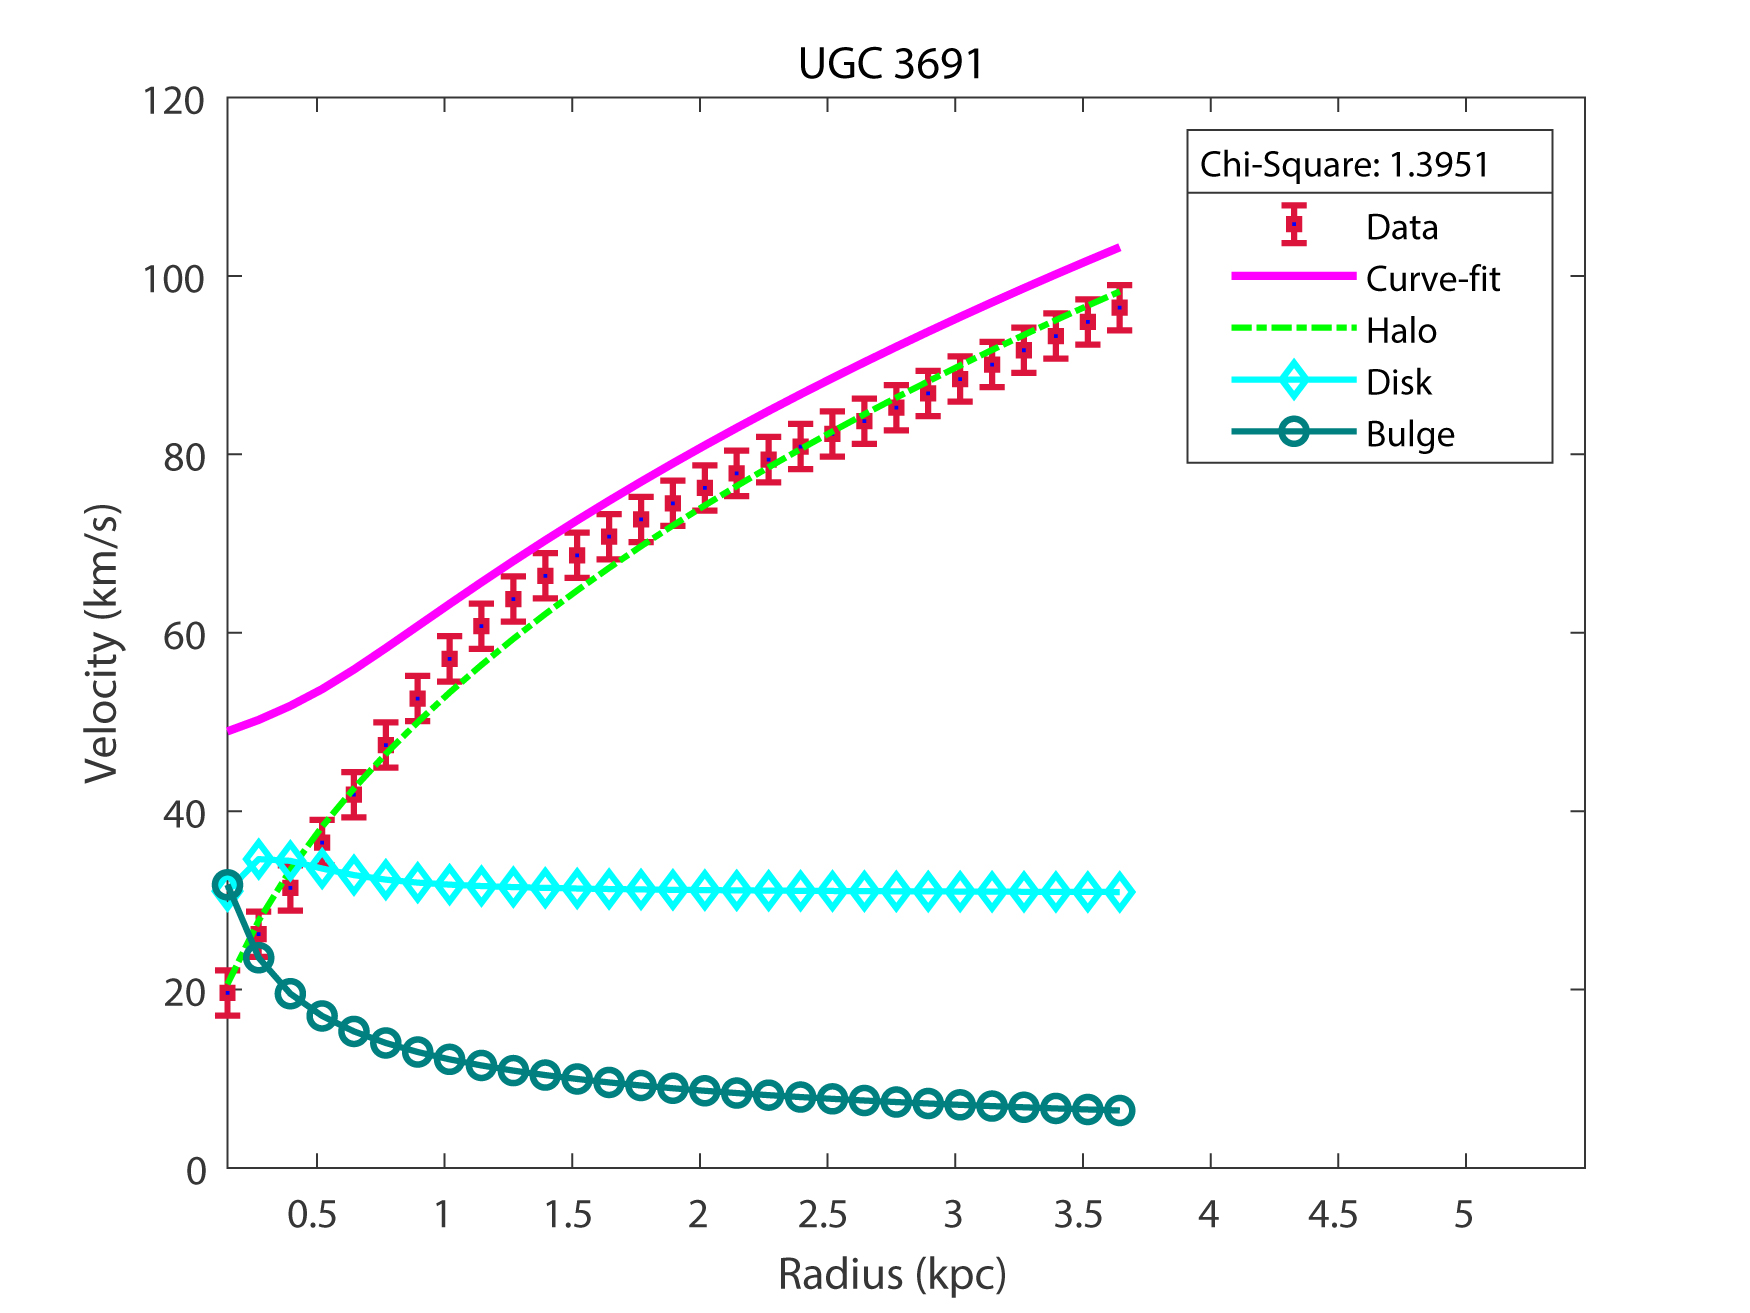 UGC 3691
120
100
80
60
40
20
0
Velocity (km/s)
Chi-Square: 1.3951
Data
Curve-fit
Halo
Disk
Bulge
0.5 1 1.5 2 2.5 3 3.5 4 4.5 5
Radius (kpc)